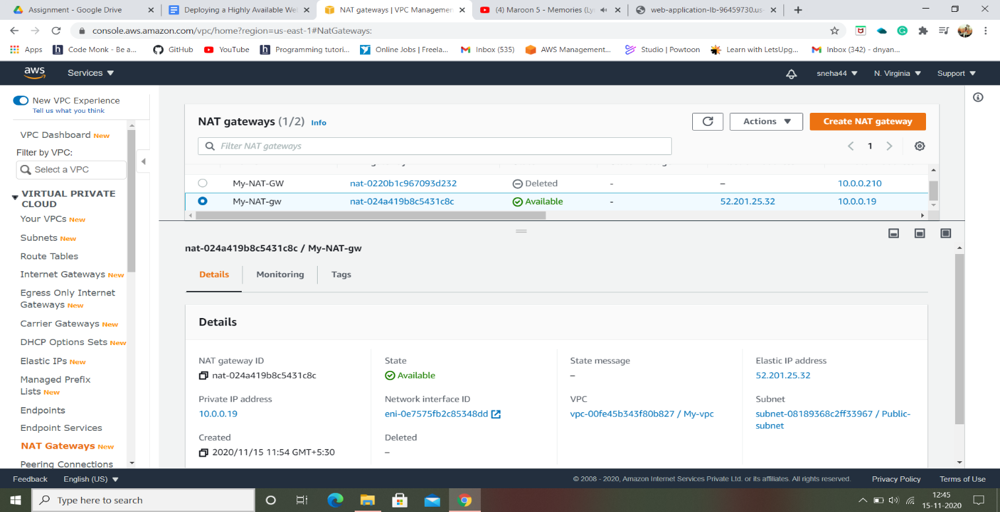 Assignment - Google Drive
Deploying a Highly Available We
NAT gateways | VPC Managemen
(4) Maroon 5 - Memories (Ly
web-application-lb-96459730.us-
console.aws.amazon.com/vpc/home?region=us-east-1#NatGateways:
Apps
Code Monk - Be a...
GitHub
YouTube
Programming tutori...
Online Jobs | Freela...
Inbox (535)
AWS Management...
Studio | Powtoon
Learn with LetsUpg...
Inbox (342) - dnyan...
aws
Services
sneha44
N. Virginia
Support
New VPC Experience
Tell us what you think
VPC Dashboard New
Filter by VPC:
Select a VPC
VIRTUAL PRIVATE
CLOUD
Your VPCs New
Subnets New
Route Tables
Internet Gateways New
Egress Only Internet
Gateways New
Carrier Gateways New
DHCP Options Sets New
Elastic IPs New
Managed Prefix
Lists New
Endpoints
Endpoint Services
NAT Gateways New
Peering Connections
NAT gateways (1/2) Info
Actions
Create NAT gateway
Filter NAT gateways
1
My-NAT-GW nat-0220b1c967093d232 Deleted - – 10.0.0.210
My-NAT-gw nat-024a419b8c5431c8c Available - 52.201.25.32 10.0.0.19
nat-024a419b8c5431c8c / My-NAT-gw
Details Monitoring Tags
Details
NAT gateway ID
nat-024a419b8c5431c8c
State
Available
State message
–
Elastic IP address
52.201.25.32
Private IP address
10.0.0.19
Network interface ID
eni-0e7575fb2c85348dd
VPC
vpc-00fe45b343f80b827 / My-vpc
Subnet
subnet-08189368c2ff33967 / Public-
subnet
Created
2020/11/15 11:54 GMT+5:30
Deleted
–
Feedback
English (US)
© 2008 - 2020, Amazon Internet Services Private Ltd. or its affiliates. All rights reserved.
Privacy Policy
Terms of Use
Type here to search
12:45
15-11-2020